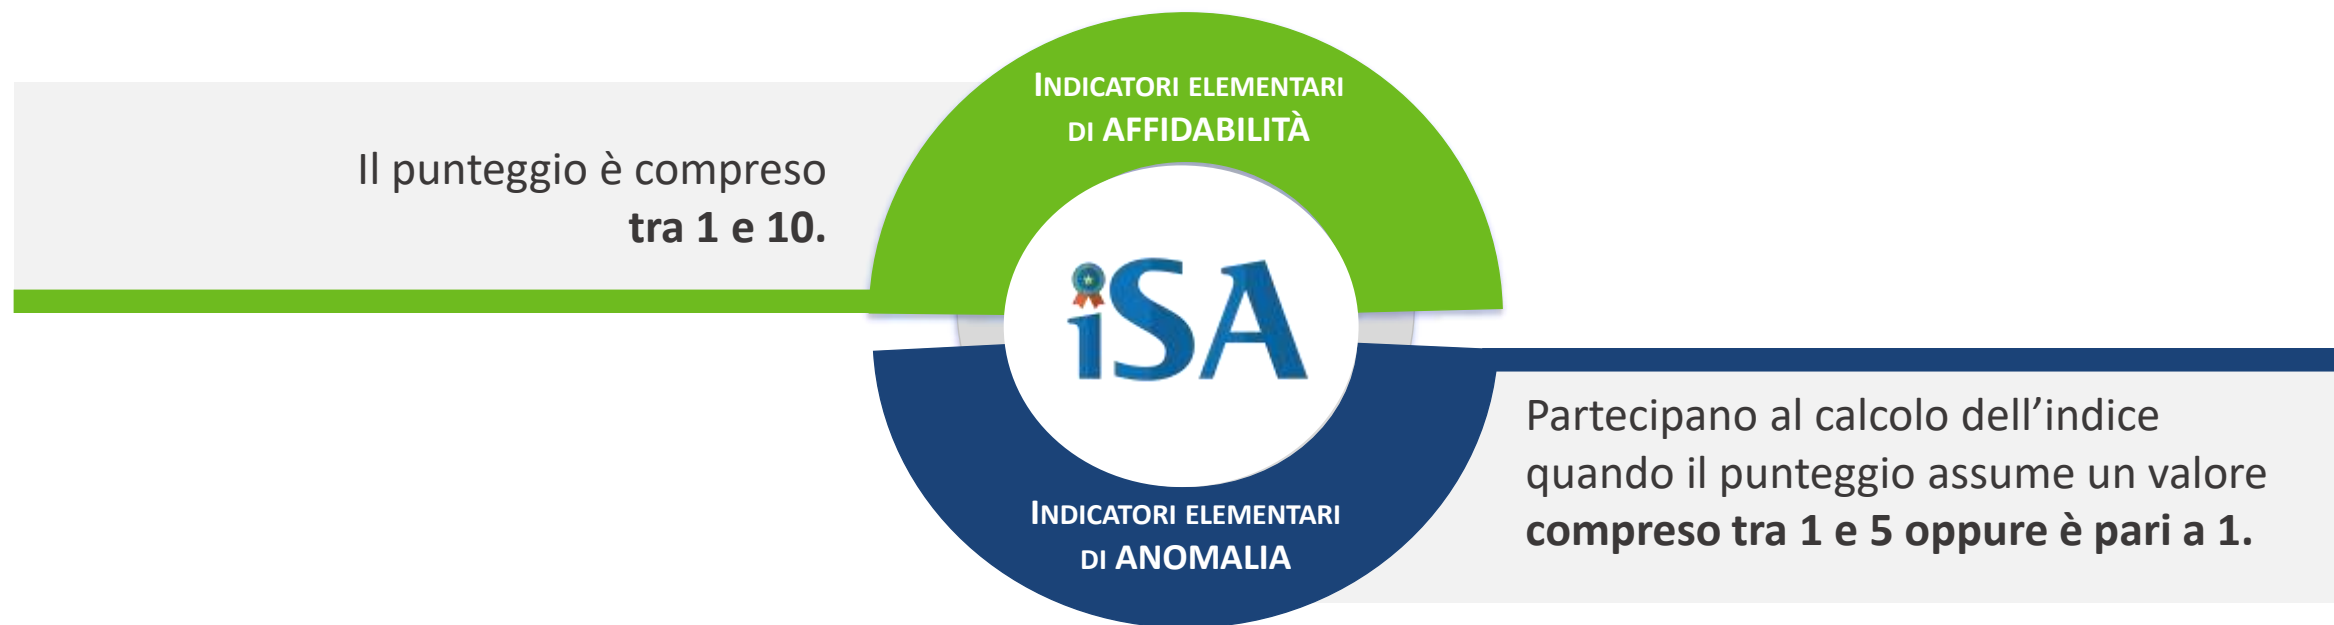 INDICATORI ELEMENTARI
DI AFFIDABILITÀ
Il punteggio è compreso
tra 1 e 10.
iSA
Partecipano al calcolo dell’indice
quando il punteggio assume un valore
compreso tra 1 e 5 oppure è pari a 1.
INDICATORI ELEMENTARI
DI ANOMALIA